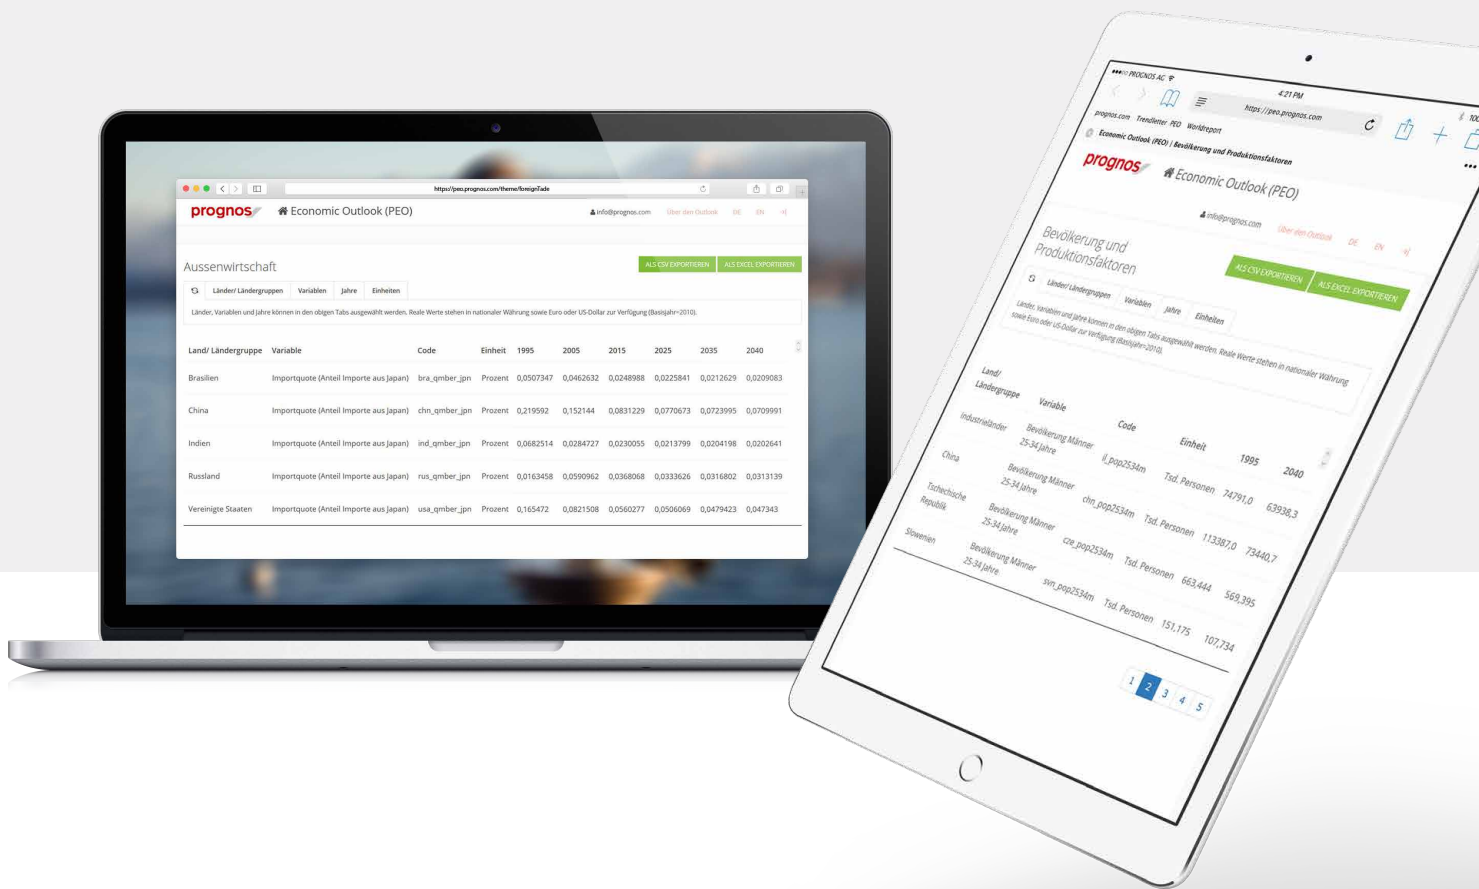 https://peo.prognos.com/theme/foreignTade
prognos Economic Outlook (PEO)
info@prognos.com Über den Outlook DE EN
Aussenwirtschaft
ALS CSV EXPORTIEREN ALS EXCEL EXPORTIEREN
Länder/ Ländergruppen Variablen Jahre Einheiten
Länder, Variablen und Jahre können in den obigen Tabs ausgewählt werden. Reale Werte stehen in nationaler Währung sowie Euro oder US-Dollar zur Verfügung (Basisjahr=2010).
Land/ Ländergruppe Variable Code Einheit 1995 2005 2015 2025 2035 2040
Brasilien Importquote (Anteil Importe aus Japan) bra_qmber_jpn Prozent 0,0507347 0,0462632 0,0248988 0,0225841 0,0212629 0,0209083
China Importquote (Anteil Importe aus Japan) chn_qmber_jpn Prozent 0,219592 0,152144 0,0831229 0,0770673 0,0723995 0,0709991
Indien Importquote (Anteil Importe aus Japan) ind_qmber_jpn Prozent 0,0682514 0,0284727 0,0230055 0,0213799 0,0204198 0,0202641
Russland Importquote (Anteil Importe aus Japan) rus_qmber_jpn Prozent 0,0163458 0,0590962 0,0368068 0,0333626 0,0316802 0,0313139
Vereinigte Staaten Importquote (Anteil Importe aus Japan) usa_qmber_jpn Prozent 0,165472 0,0821508 0,0560277 0,0506069 0,0479423 0,047343
PROGNOS AG 4:21 PM 100
https://peo.prognos.com
prognos.com Trendletter PEO Worldreport
Economic Outlook (PEO) | Bevölkerung und Produktionsfaktoren
prognos Economic Outlook (PEO)
info@prognos.com Über den Outlook DE EN
Bevölkerung und
Produktionsfaktoren
ALS CSV EXPORTIEREN ALS EXCEL EXPORTIEREN
Länder/ Ländergruppen Variablen Jahre Einheiten
Länder, Variablen und Jahre können in den obigen Tabs ausgewählt werden. Reale Werte stehen in nationaler Währung
sowie Euro oder US-Dollar zur Verfügung (Basisjahr=2010).
Land/
Ländergruppe Variable Code Einheit 1995 2040
Industrieländer Bevölkerung Männer
25-34 Jahre il_pop2534m Tsd. Personen 74791,0 63938,3
China Bevölkerung Männer
25-34 Jahre chn_pop2534m Tsd. Personen 113387,0 73440,7
Tschechische
Republik Bevölkerung Männer
25-34 Jahre cze_pop2534m Tsd. Personen 663,444 569,395
Slowenien Bevölkerung Männer
25-34 Jahre svn_pop2534m Tsd. Personen 151,175 107,734
1 2 3 4 5